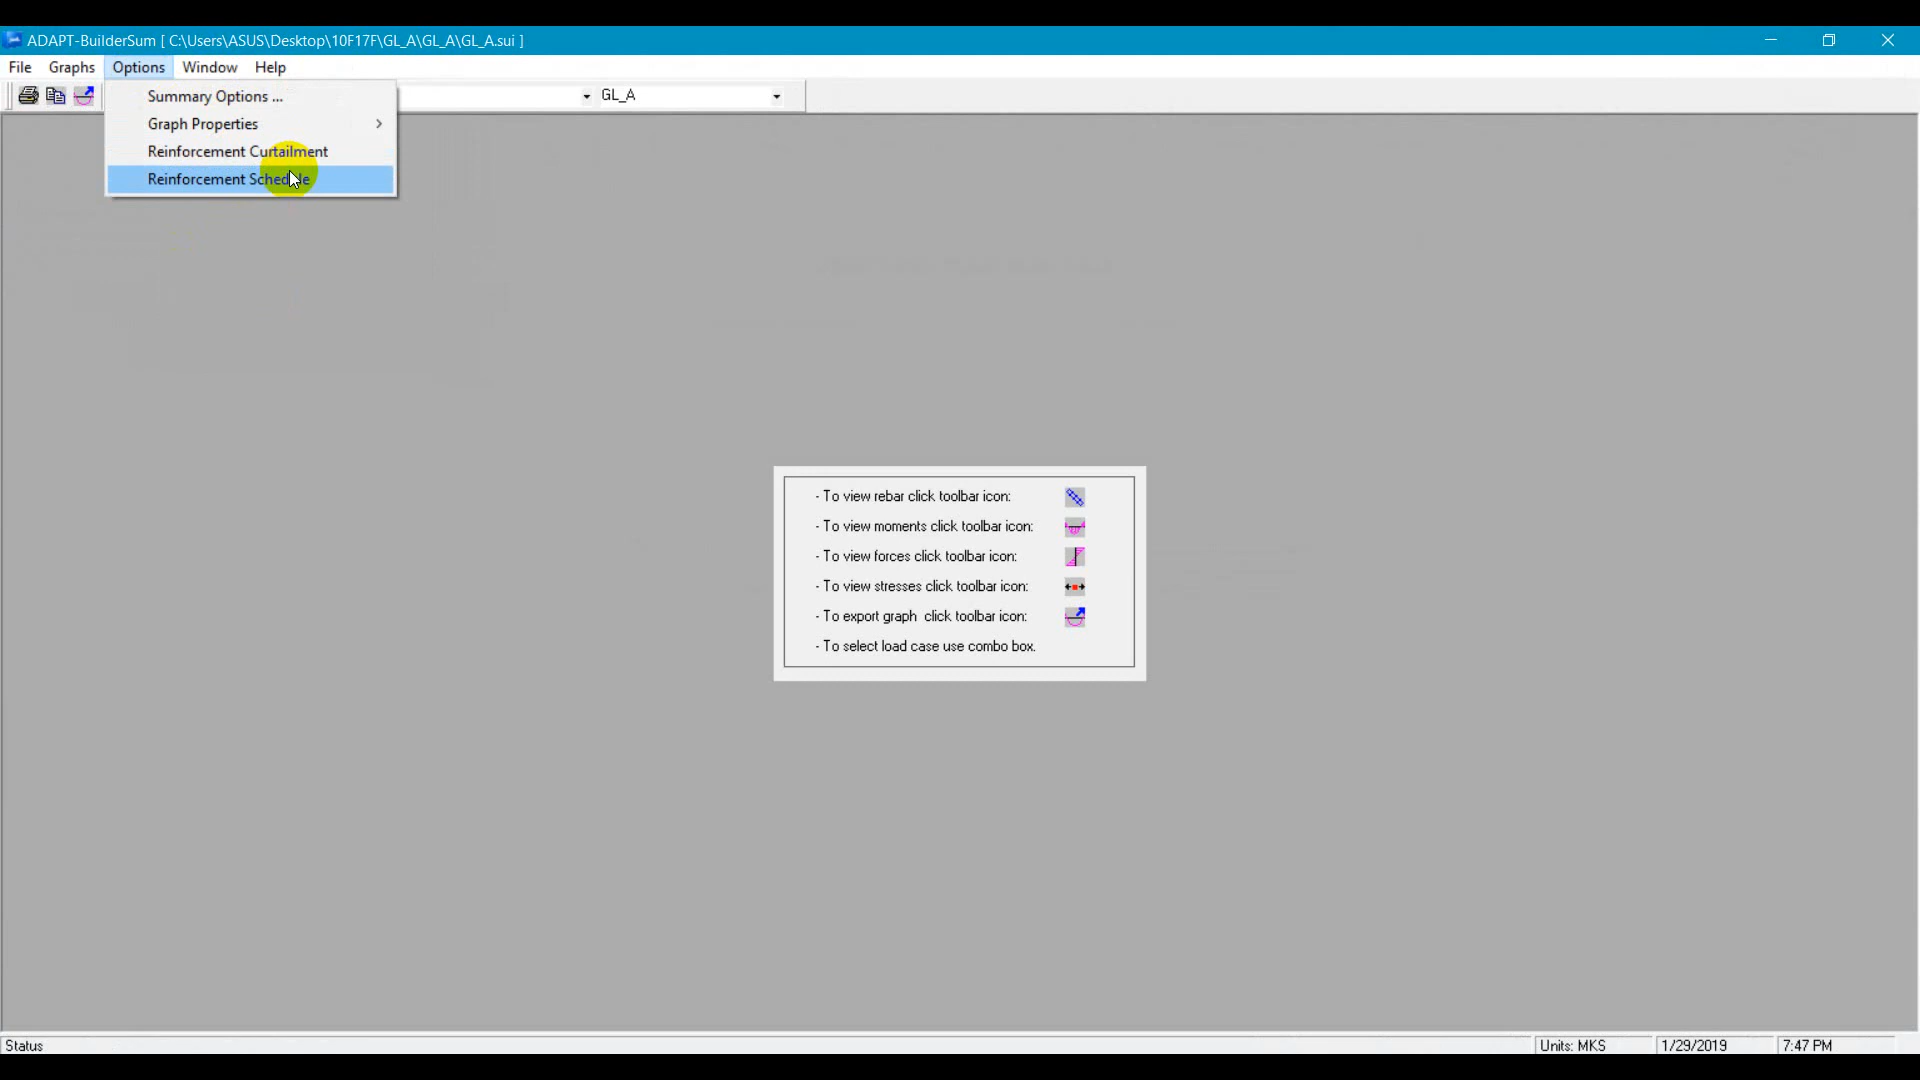 ADAPT-BuilderSum [ C:\Users\ASUS\Desktop\10F17F\GL_A\GL_A\GL_A.sui ]
File Graphs Options Window Help
GL_A
Summary Options ...
Graph Properties
Reinforcement Curtailment
Reinforcement Schedule
- To view rebar click toolbar icon:
- To view moments click toolbar icon:
- To view forces click toolbar icon:
- To view stresses click toolbar icon:
- To export graph click toolbar icon:
- To select load case use combo box.
Status Units: MKS 1/29/2019 7:47 PM